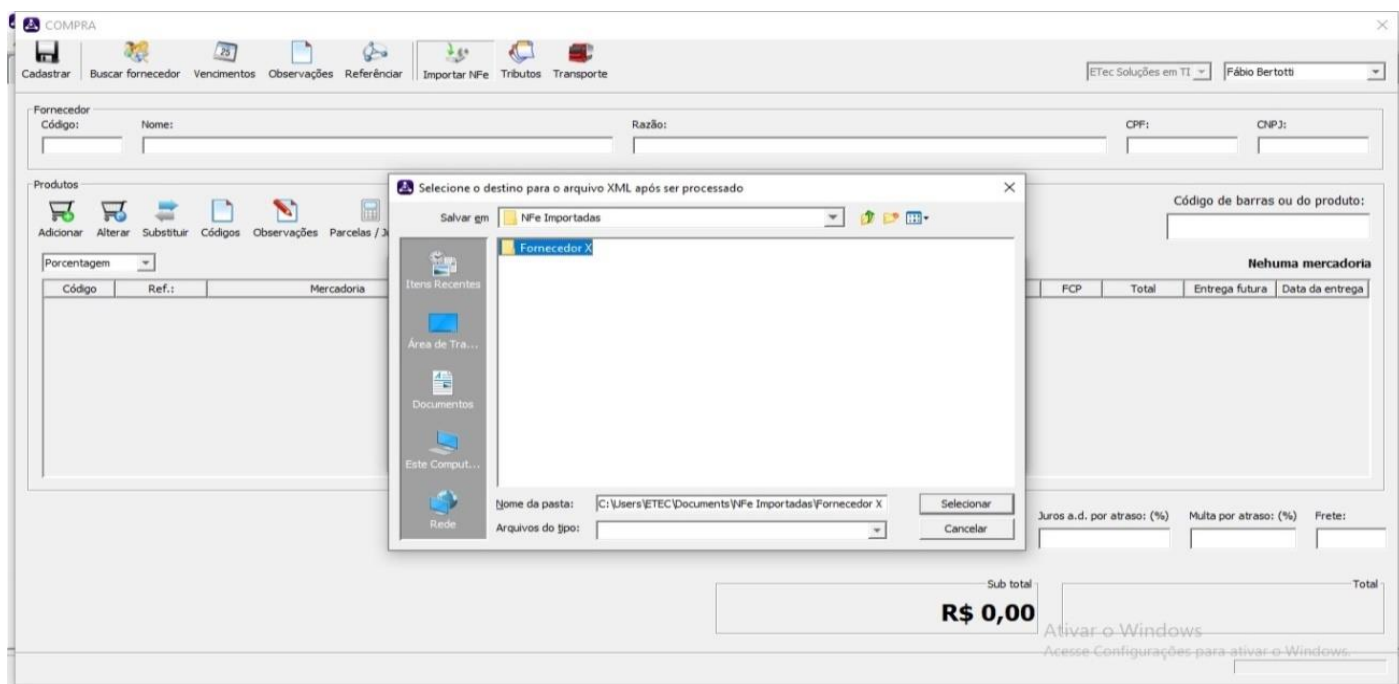 COMPRA
Cadastrar Buscar fornecedor Vencimentos Observações Referênciar Importar NFe Tributos Transporte
25
ETec Soluções em TI Fábio Bertotti
Fornecedor
Código: Nome: Razão: CPF: CNPJ:
Produtos
Selecione o destino para o arquivo XML após ser processado
Código de barras ou do produto:
Salvar em NFe Importadas
Adicionar Alterar Substituir Códigos Observações Parcelas /
Fornecedor X
Porcentagem
Nehuma mercadoria
Itens Recentes
Código Ref.: Mercadoria FCP Total Entrega futura Data da entrega
Área de Tra...
Documentos
Este Comput...
Nome da pasta: C:\Users\ETEC\Documents\NFe Importadas\Fornecedor X Selecionar
Rede
Arquivos do tipo: Cancelar
Juros a.d. por atraso: (%) Multa por atraso: (%) Frete:
Sub total Total
R$ 0,00
Ativar o Windows
Acesse Configurações para ativar o Windows.